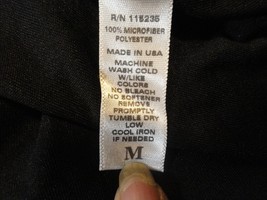 R/N 115235
100% MICROFIBER
POLYESTER
MADE IN USA
MACHINE
WASH COLD
W/LIKE
COLORS
NO BLEACH
NO SOFTENER
REMOVE
PROMPTLY
TUMBLE DRY
LOW
COOL IRON
IF NEEDED
M